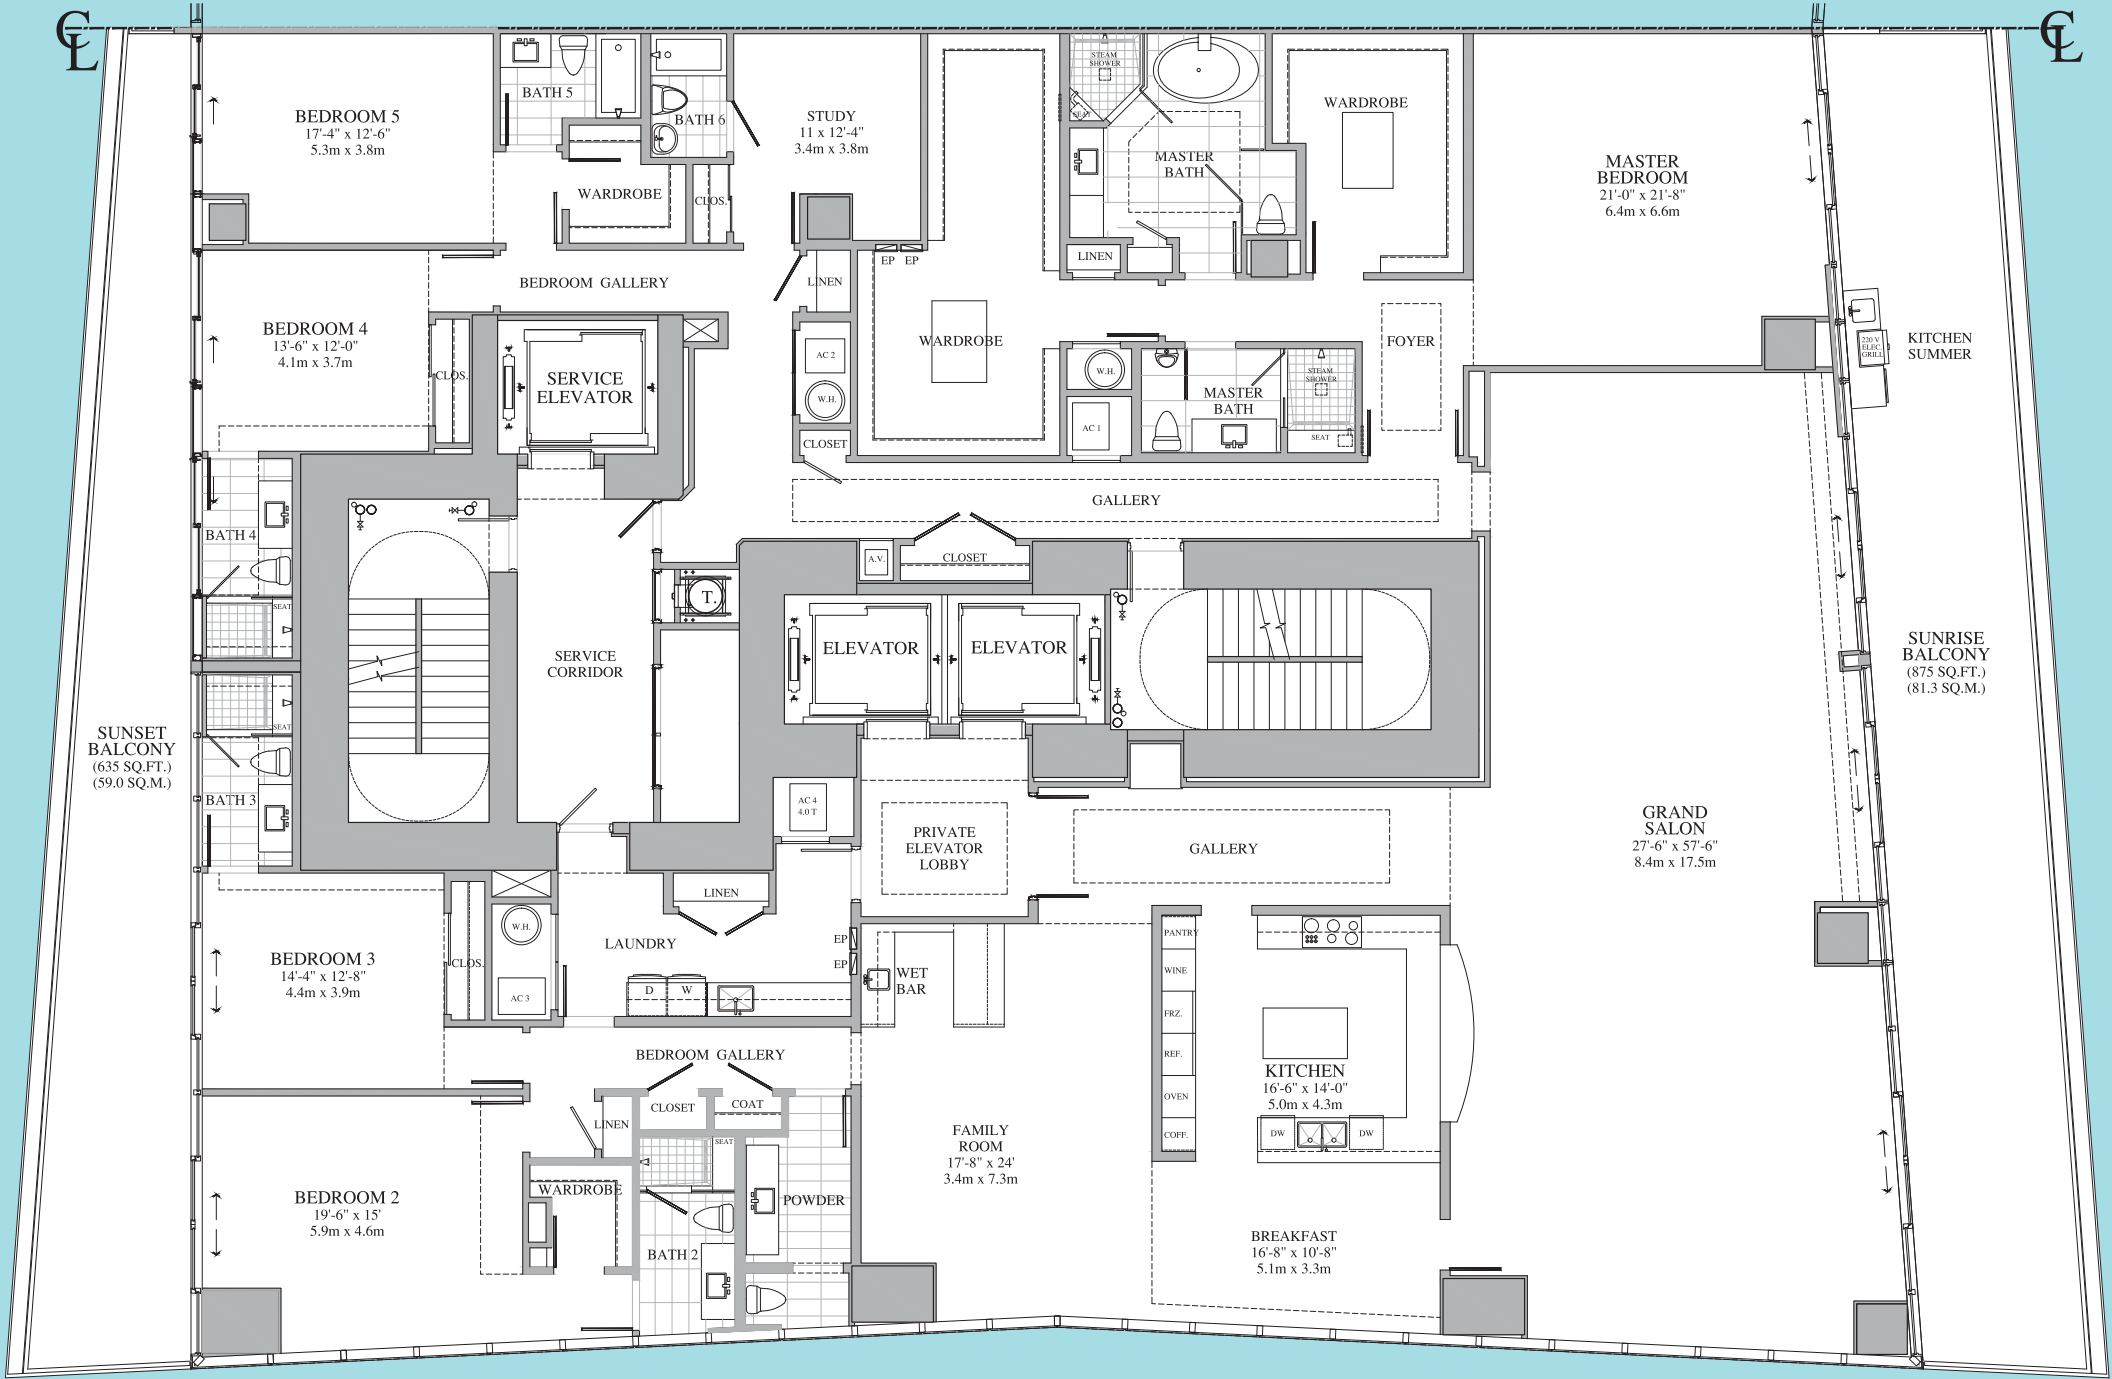 CL
CL
BEDROOM 5
17'-4" x 12'-6"
5.3m x 3.8m
BATH 5
BATH 6
WARDROBE
CLOS.
STUDY
11 x 12'-4"
3.4m x 3.8m
STEAM
SHOWER
SEAT
MASTER
BATH
WARDROBE
MASTER
BEDROOM
21'-0" x 21'-8"
6.4m x 6.6m
LINEN
EP
EP
BEDROOM GALLERY
LINEN
BEDROOM 4
13'-6" x 12'-0"
4.1m x 3.7m
CLOS.
SERVICE
ELEVATOR
AC 2
W.H.
CLOSET
WARDROBE
W.H.
AC 1
MASTER
BATH
STEAM
SHOWER
SEAT
FOYER
220 V
ELEC.
GRILL
KITCHEN
SUMMER
GALLERY
BATH 4
SEAT
A.V.
CLOSET
T.
ELEVATOR
ELEVATOR
SERVICE
CORRIDOR
SUNRISE
BALCONY
(875 SQ.FT.)
(81.3 SQ.M.)
SUNSET
BALCONY
(635 SQ.FT.)
(59.0 SQ.M.)
SEAT
BATH 3
AC 4
4.0 T
PRIVATE
ELEVATOR
LOBBY
GALLERY
GRAND
SALON
27'-6" x 57'-6"
8.4m x 17.5m
LINEN
W.H.
LAUNDRY
EP
EP
BEDROOM 3
14'-4" x 12'-8"
4.4m x 3.9m
CLOS.
AC 3
D
W
WET
BAR
PANTRY
WINE
FRZ.
REF.
OVEN
COFF.
KITCHEN
16'-6" x 14'-0"
5.0m x 4.3m
DW
DW
BEDROOM GALLERY
CLOSET
COAT
LINEN
SEAT
FAMILY
ROOM
17'-8" x 24'
3.4m x 7.3m
BEDROOM 2
19'-6" x 15'
5.9m x 4.6m
WARDROBE
POWDER
BATH 2
BREAKFAST
16'-8" x 10'-8"
5.1m x 3.3m